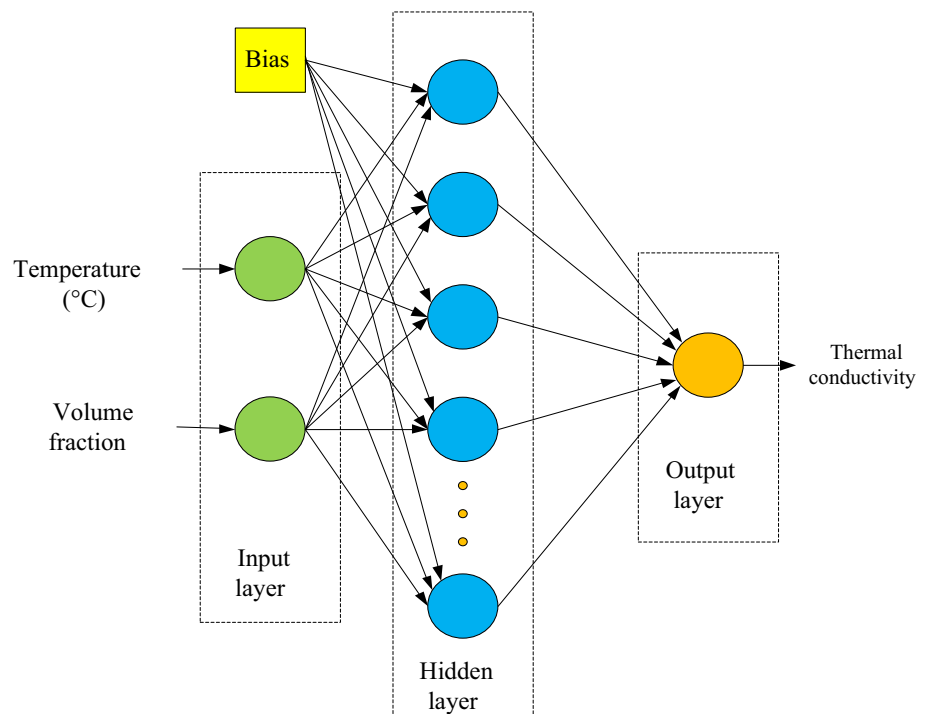 Bias
Temperature
(°C)
Volume
fraction
Input
layer
Hidden
layer
Output
layer
Thermal
conductivity